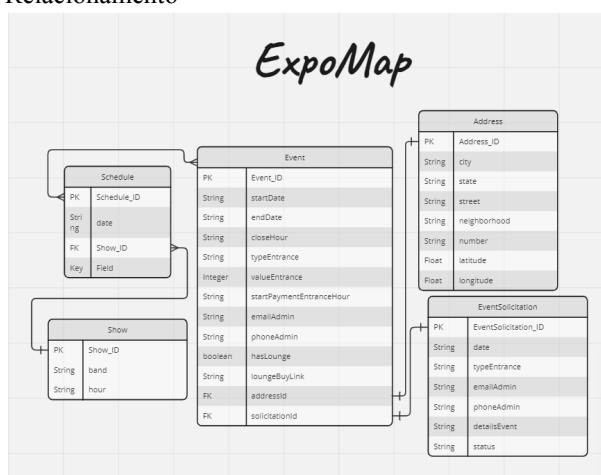 Relacionamento
ExpoMap
Schedule
PK Schedule_ID
Stri
ng date
FK Show_ID
Key Field
Show
PK Show_ID
String band
String hour
Event
PK Event_ID
String startDate
String endDate
String closeHour
String typeEntrance
Integer valueEntrance
String startPaymentEntranceHour
String emailAdmin
String phoneAdmin
boolean hasLounge
String loungeBuyLink
FK addressId
FK solicitationId
Address
PK Address_ID
String city
String state
String street
String neighborhood
String number
Float latitude
Float longitude
EventSolicitation
PK EventSolicitation_ID
String date
String typeEntrance
String emailAdmin
String phoneAdmin
String detailsEvent
String status